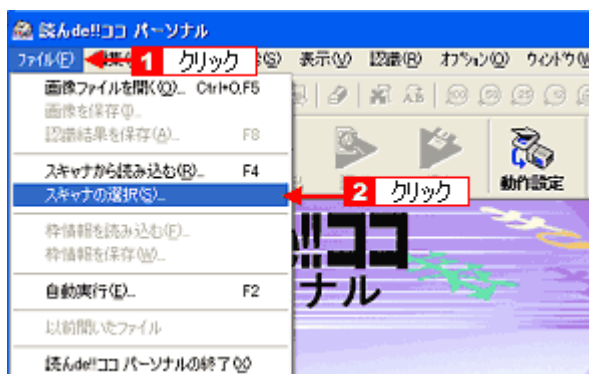 読んde!!ココ パーソナル
ファイル(F) 1 クリック 表示(V) 認識(R) オプション(O) ウィンドウ(W
画像ファイルを開く(O)... Ctrl+O,F5
画像を保存(I)...
認識結果を保存(A)... F8
スキャナから読み込む(R)... F4
スキャナの選択(S)...
2 クリック
動作設定
枠情報を読み込む(F)...
枠情報を保存(W)...
!!ココ
ナル
自動実行(E)... F2
以前開いたファイル
読んde!!ココ パーソナルの終了(X)